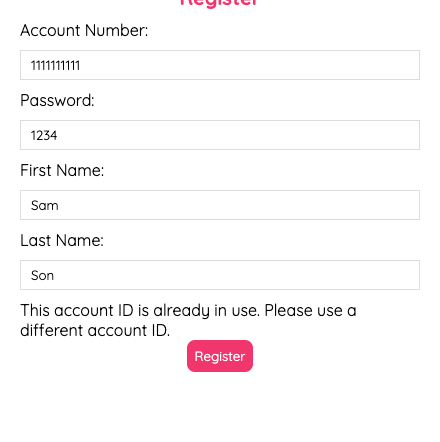 Register
Account Number:
1111111111
Password:
1234
First Name:
Sam
Last Name:
Son
This account ID is already in use. Please use a
different account ID.
Register